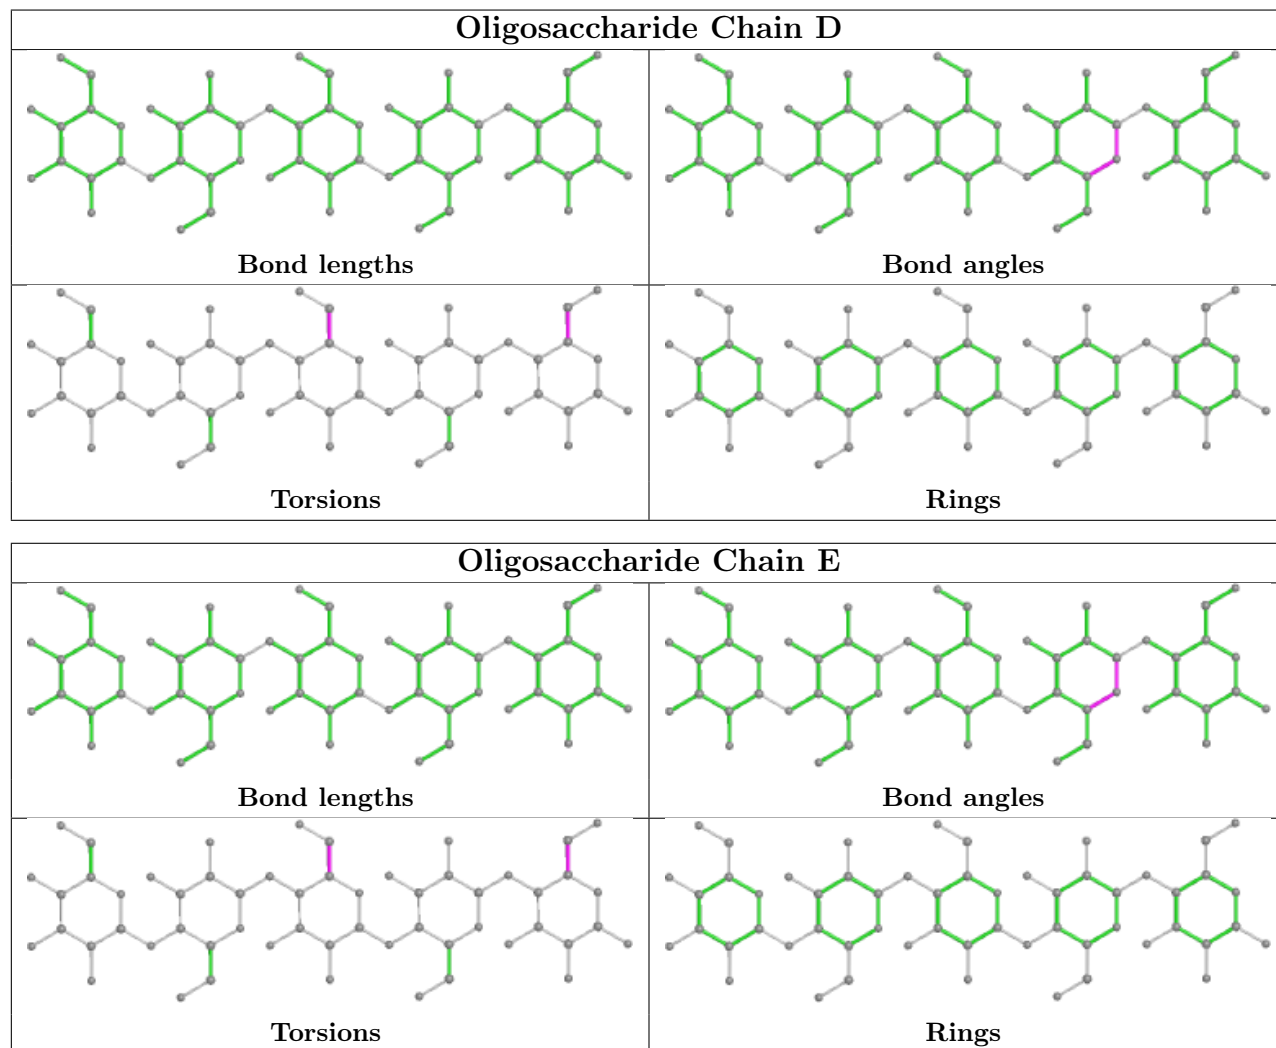 Oligosaccharide Chain D
Bond lengths
Bond angles
Torsions
Rings
Oligosaccharide Chain E
Bond lengths
Bond angles
Torsions
Rings